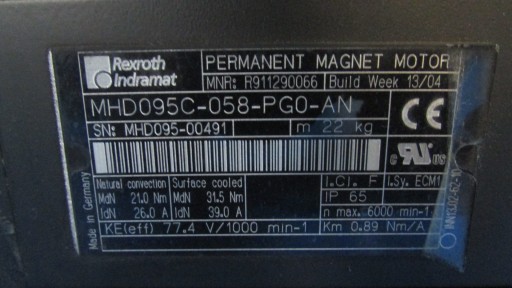 Rexroth
Indramat
PERMANENT MAGNET MOTOR
MNR: R911290066 Build Week 13/04
MHD095C-058-PG0-AN
SN: MHD095-00491 m 22 kg
CE
c UR us
Natural convection Surface cooled
MdN 21.0 Nm MdN 31.5 Nm
IdN 26.0 A IdN 39.0 A
I.Cl. F I.Sy. ECM1
IP 65
n max. 6000 min-1
KE(eff) 77.4 V/1000 min-1 Km 0.89 Nm/A
Made in Germany